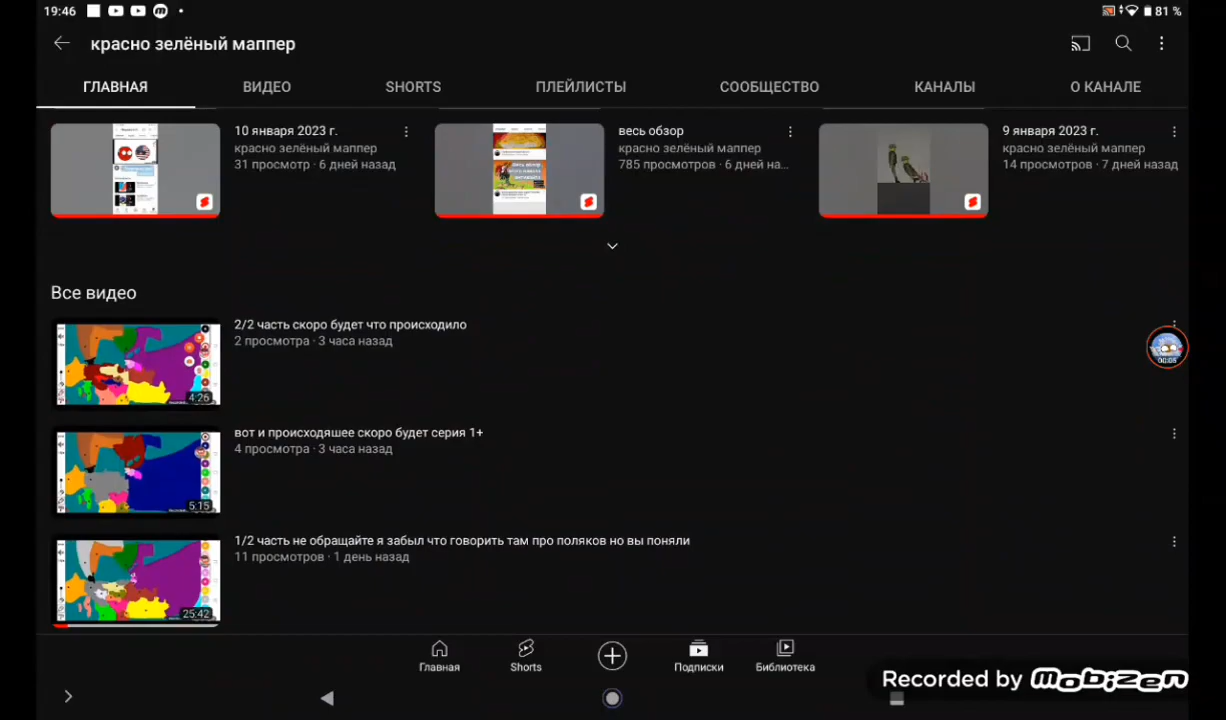 19:46
81 %
красно зелёный маппер
ГЛАВНАЯ
ВИДЕО
SHORTS
ПЛЕЙЛИСТЫ
СООБЩЕСТВО
КАНАЛЫ
О КАНАЛЕ
10 января 2023 г.
красно зелёный маппер
31 просмотр · 6 дней назад
весь обзор
красно зелёный маппер
785 просмотров · 6 дней на...
9 января 2023 г.
красно зелёный маппер
14 просмотров · 7 дней назад
Все видео
2/2 часть скоро будет что происходило
2 просмотра · 3 часа назад
4:26
00:05
вот и происходяшее скоро будет серия 1+
4 просмотра · 3 часа назад
5:15
1/2 часть не обращайте я забыл что говорить там про поляков но вы поняли
11 просмотров · 1 день назад
25:42
Главная
Shorts
Подписки
Библиотека
Recorded by mobizen